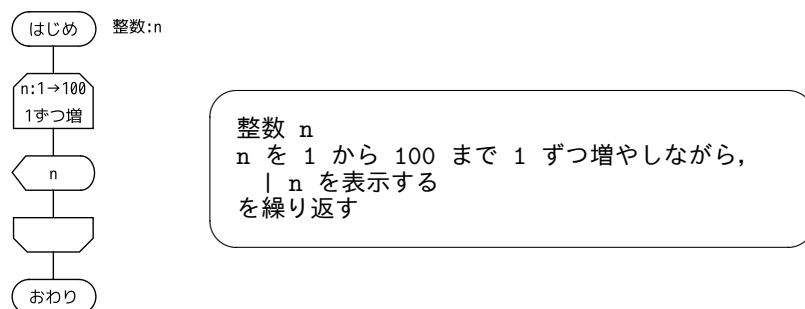 はじめ
整数:n
n:1→100
1ずつ増
n
おわり
整数 n
n を 1 から 100 まで 1 ずつ増やしながら,
| n を表示する
を繰り返す